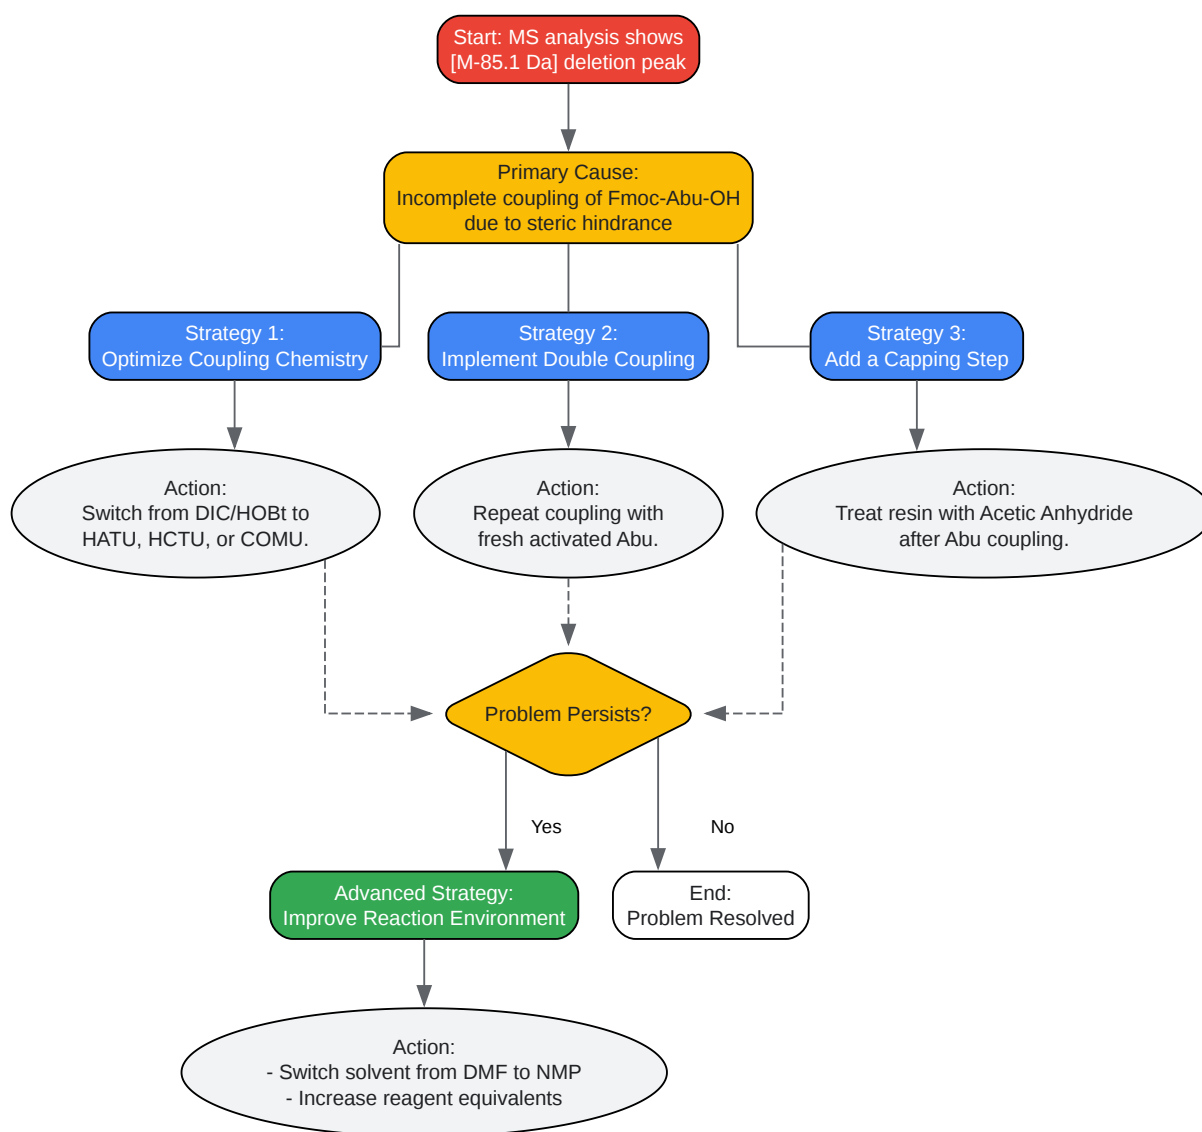 Start: MS analysis shows
[M-85.1 Da] deletion peak
Primary Cause:
Incomplete coupling of Fmoc-Abu-OH
due to steric hindrance
Strategy 1:
Optimize Coupling Chemistry
Strategy 2:
Implement Double Coupling
Strategy 3:
Add a Capping Step
Action:
Switch from DIC/HOBt to
HATU, HCTU, or COMU.
Action:
Repeat coupling with
fresh activated Abu.
Action:
Treat resin with Acetic Anhydride
after Abu coupling.
Problem Persists?
Yes
No
Advanced Strategy:
Improve Reaction Environment
End:
Problem Resolved
Action:
- Switch solvent from DMF to NMP
- Increase reagent equivalents